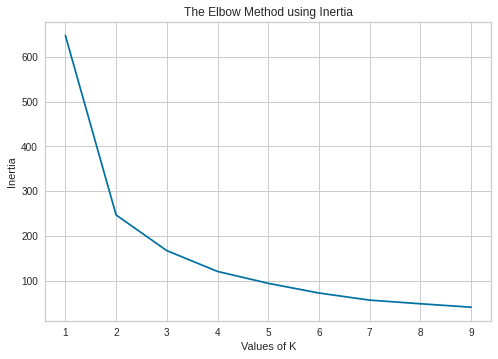 The Elbow Method using Inertia
600
500
400
300
200
100
Inertia
1 2 3 4 5 6 7 8 9
Values of K